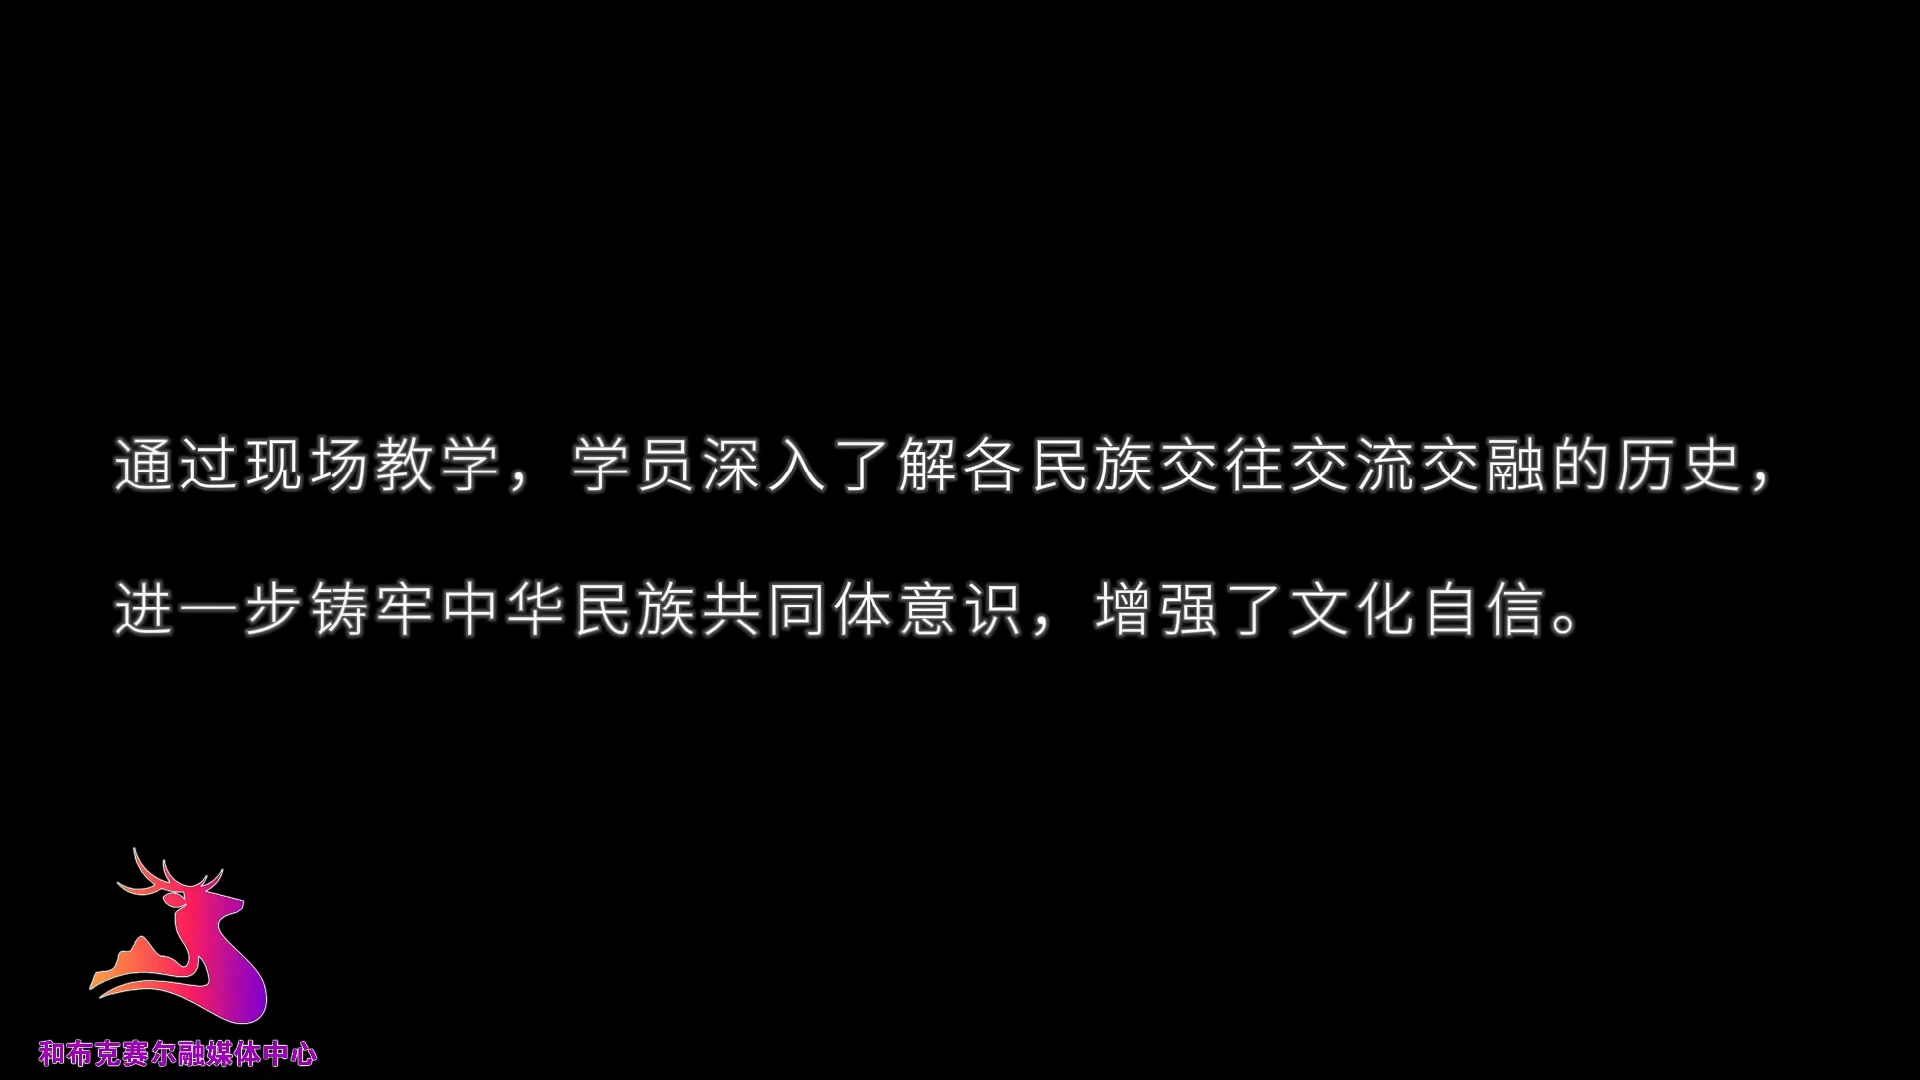 通过现场教学，学员深入了解各民族交往交流交融的历史，
进一步铸牢中华民族共同体意识，增强了文化自信。
和布克赛尔融媒体中心